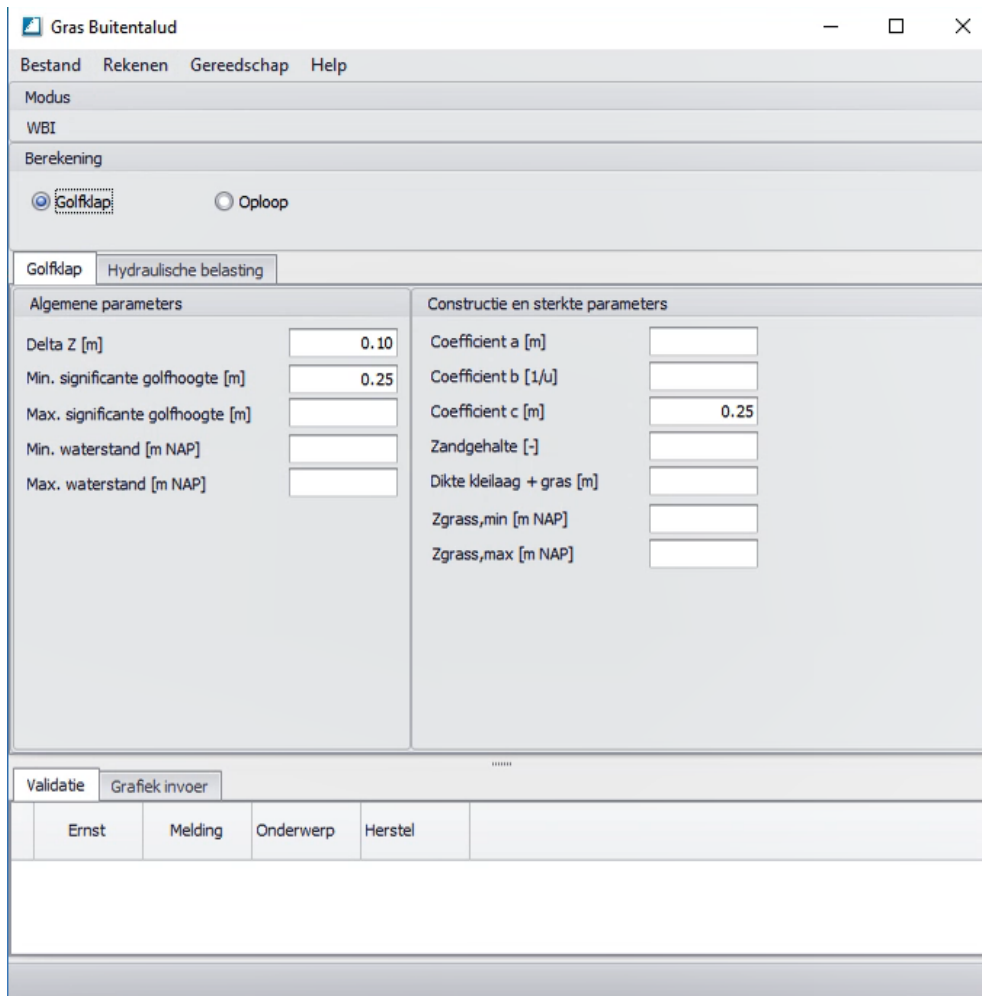 Gras Buitentalud
Bestand Rekenen Gereedschap Help
Modus
WBI
Berekening
Golfklap Oploop
Golfklap Hydraulische belasting
Algemene parameters
Delta Z [m] 0.10
Min. significante golfhoogte [m] 0.25
Max. significante golfhoogte [m]
Min. waterstand [m NAP]
Max. waterstand [m NAP]
Constructie en sterkte parameters
Coefficient a [m]
Coefficient b [1/u]
Coefficient c [m] 0.25
Zandgehalte [-]
Dikte kleilaag + gras [m]
Zgrass,min [m NAP]
Zgrass,max [m NAP]
Validatie Grafiek invoer
Ernst Melding Onderwerp Herstel